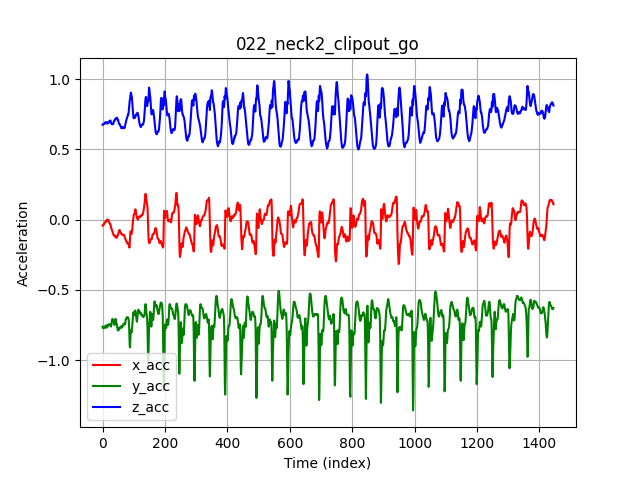 022_neck2_clipout_go
1.0
0.5
0.0
−0.5
−1.0
Acceleration
x_acc
y_acc
z_acc
0 200 400 600 800 1000 1200 1400
Time (index)